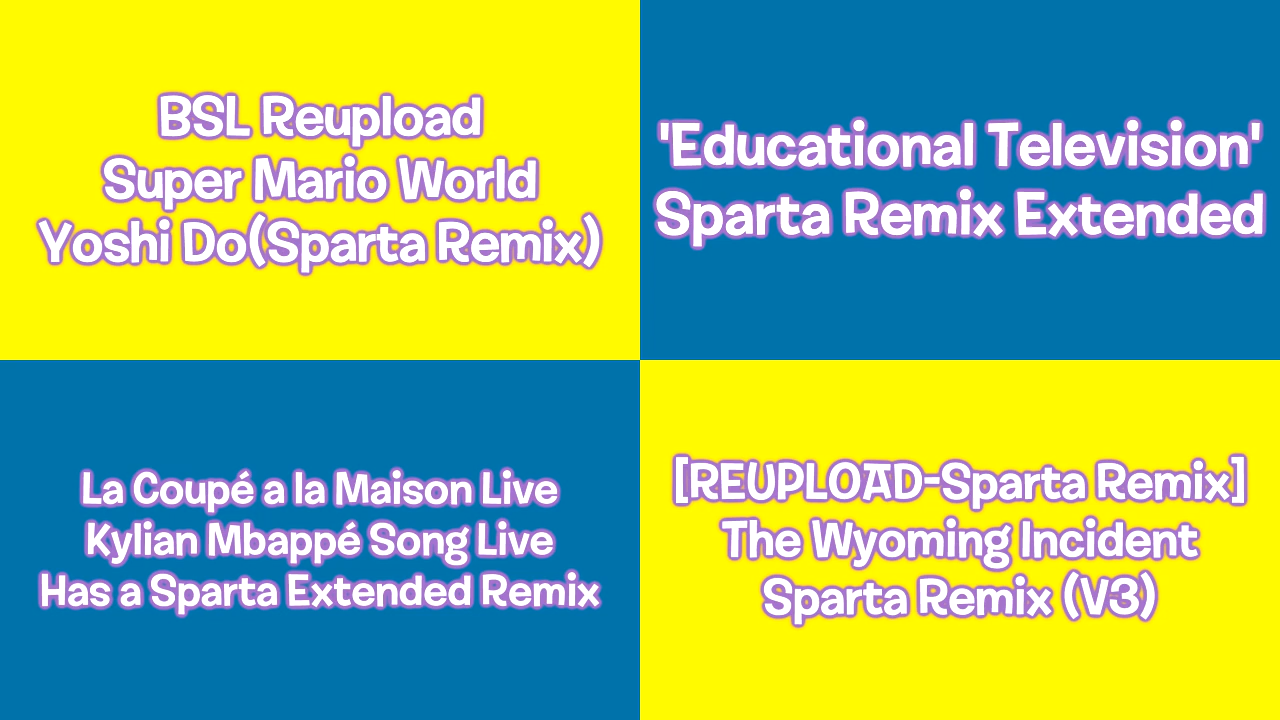 BSL Reupload
Super Mario World
Yoshi Do(Sparta Remix)
'Educational Television'
Sparta Remix Extended
La Coupé a la Maison Live
Kylian Mbappé Song Live
Has a Sparta Extended Remix
[REUPLOAD-Sparta Remix]
The Wyoming Incident
Sparta Remix (V3)